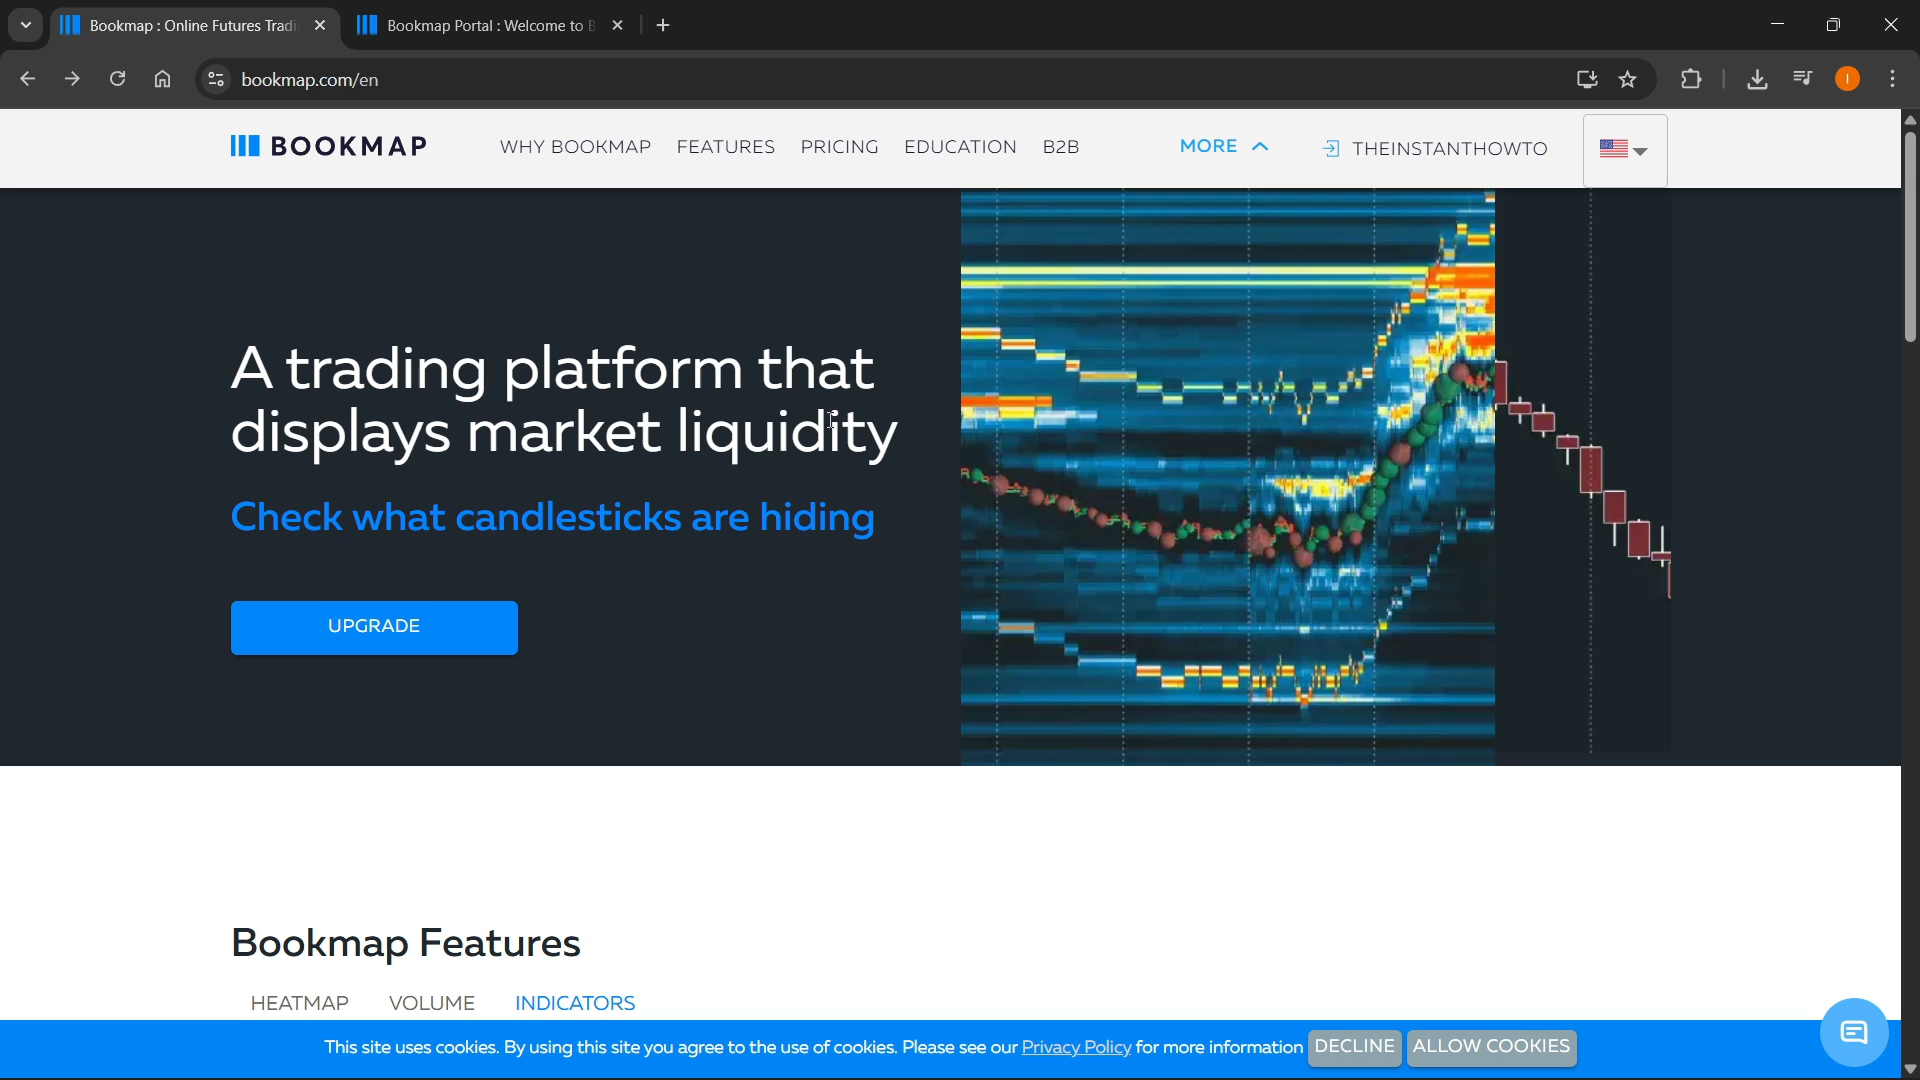 Bookmap : Online Futures Tradi
Bookmap Portal : Welcome to B
bookmap.com/en
I
BOOKMAP
WHY BOOKMAP
FEATURES
PRICING
EDUCATION
B2B
MORE
THEINSTANTHOWTO
A trading platform that
displays market liquidity
Check what candlesticks are hiding
UPGRADE
Bookmap Features
HEATMAP
VOLUME
INDICATORS
This site uses cookies. By using this site you agree to the use of cookies. Please see our Privacy Policy for more information
DECLINE
ALLOW COOKIES